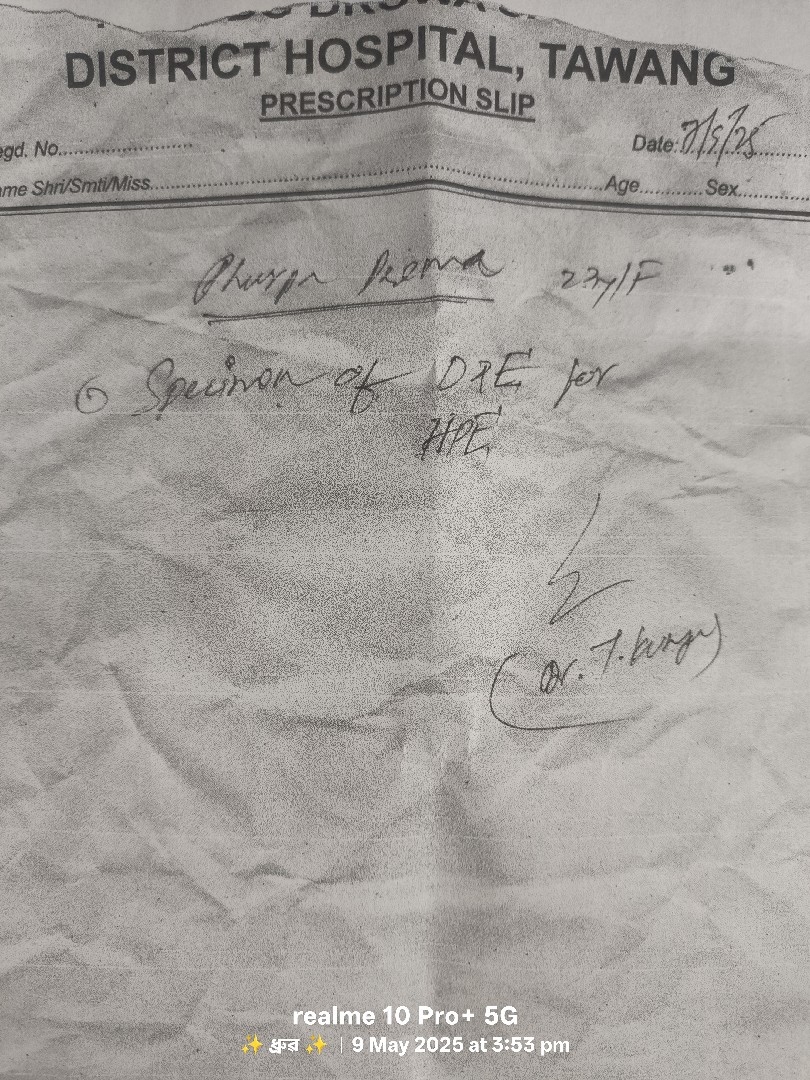 DISTRICT HOSPITAL, TAWANG
PRESCRIPTION SLIP
egd. No.
Date: 7/5/25
me Shri/Smti/Miss. Age Sex
23y/F
Specimen of D&E for
HPE
(Dr. T.
realme 10 Pro+ 5G
✨ ধ্রুব ✨ | 9 May 2025 at 3:53 pm